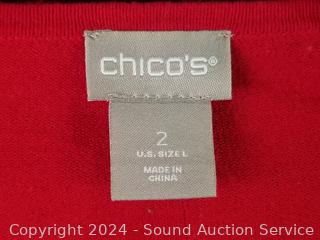 chico's®
2
U.S. SIZE L
MADE IN
CHINA
Copyright 2024 - Sound Auction Service